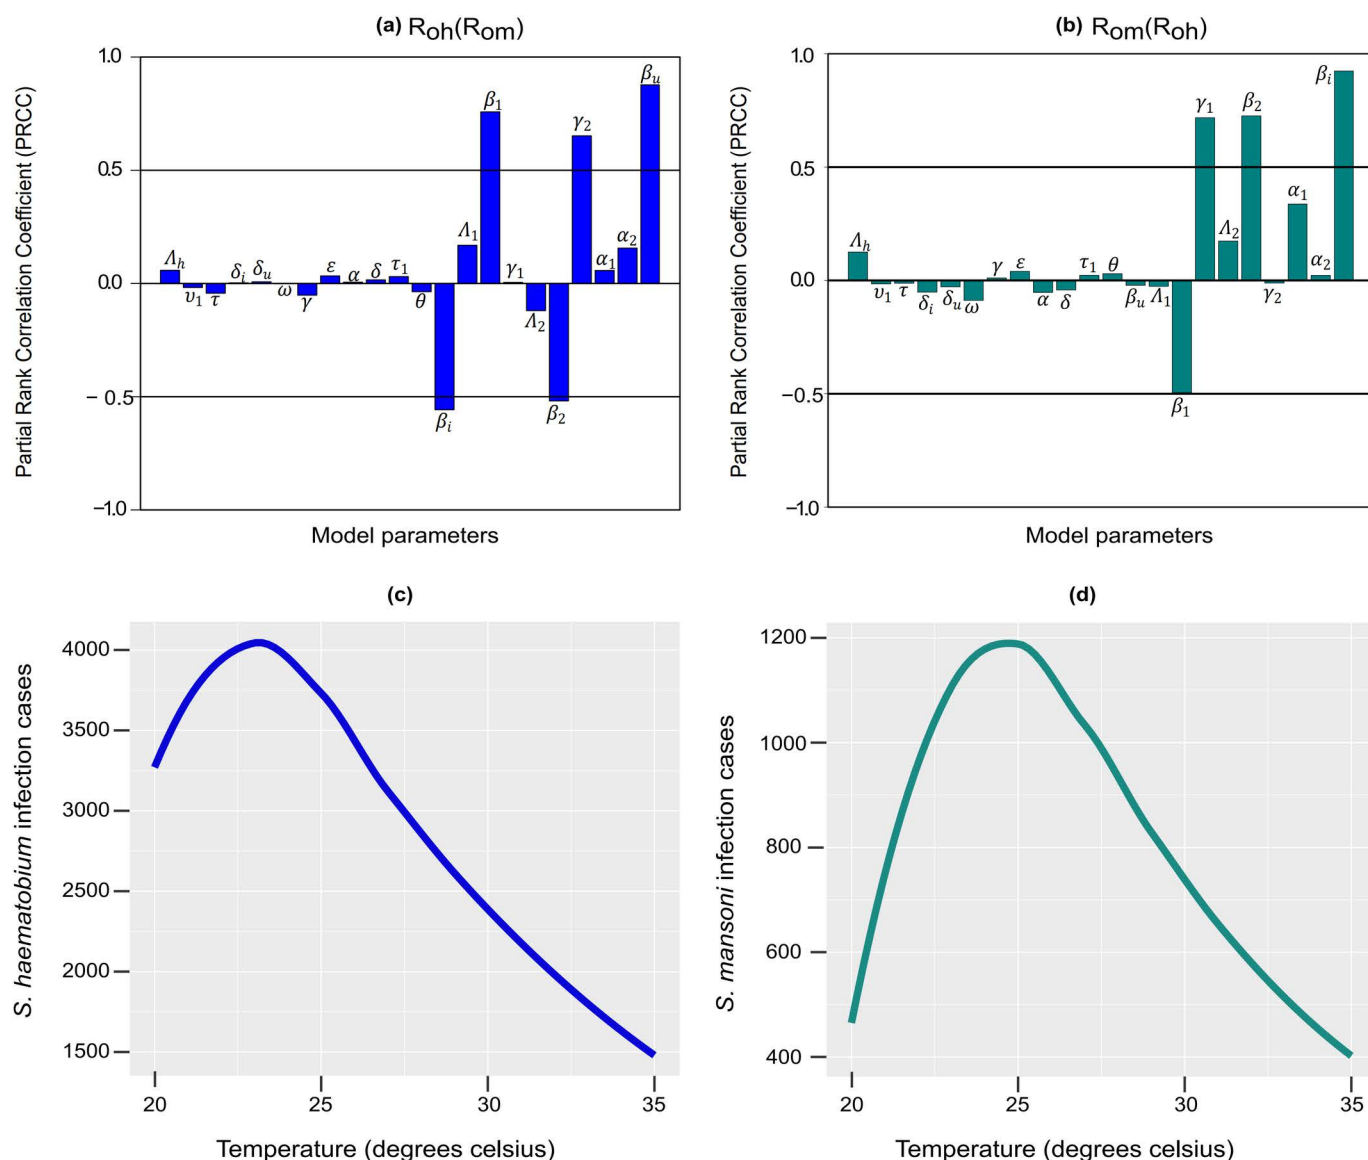 (a) Roh(Rom)
Partial Rank Correlation Coefficient (PRCC)
1.0
0.5
0.0
−0.5
−1.0
Λh
υ1
τ
δi
δu
ω
γ
ε
α
δ
τ1
θ
βi
Λ1
β1
γ1
Λ2
β2
γ2
α1
α2
βu
Model parameters
(b) Rom(Roh)
Partial Rank Correlation Coefficient (PRCC)
1.0
0.5
0.0
−0.5
−1.0
Λh
υ1
τ
δi
δu
ω
γ
ε
α
δ
τ1
θ
βu
Λ1
β1
γ1
Λ2
β2
γ2
α1
α2
βi
Model parameters
(c)
S. haematobium infection cases
4000
3500
3000
2500
2000
1500
20 25 30 35
Temperature (degrees celsius)
(d)
S. mansoni infection cases
1200
1000
800
600
400
20 25 30 35
Temperature (degrees celsius)